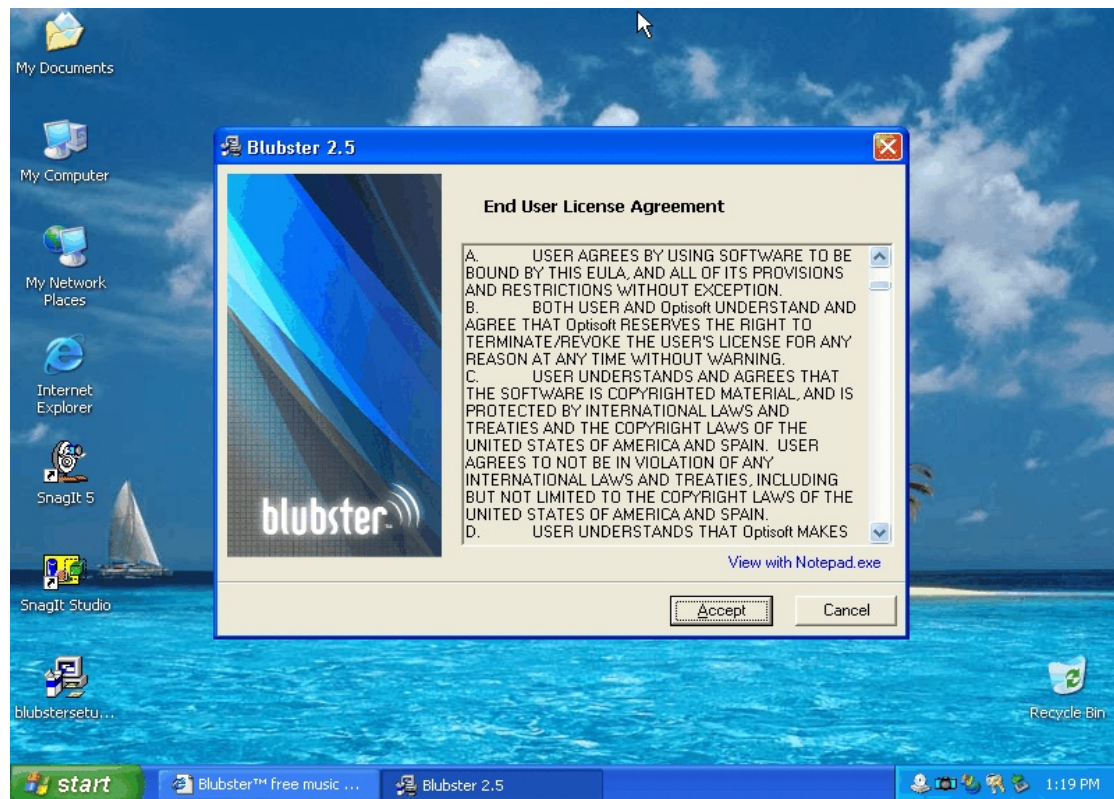 My Documents
My Computer
My Network
Places
Internet
Explorer
SnagIt 5
SnagIt Studio
blubstersetu...
Blubster 2.5
blubster
End User License Agreement
A. USER AGREES BY USING SOFTWARE TO BE
BOUND BY THIS EULA, AND ALL OF ITS PROVISIONS
AND RESTRICTIONS WITHOUT EXCEPTION.
B. BOTH USER AND Optisoft UNDERSTAND AND
AGREE THAT Optisoft RESERVES THE RIGHT TO
TERMINATE/REVOKE THE USER'S LICENSE FOR ANY
REASON AT ANY TIME WITHOUT WARNING.
C. USER UNDERSTANDS AND AGREES THAT
THE SOFTWARE IS COPYRIGHTED MATERIAL, AND IS
PROTECTED BY INTERNATIONAL LAWS AND
TREATIES AND THE COPYRIGHT LAWS OF THE
UNITED STATES OF AMERICA AND SPAIN. USER
AGREES TO NOT BE IN VIOLATION OF ANY
INTERNATIONAL LAWS AND TREATIES, INCLUDING
BUT NOT LIMITED TO THE COPYRIGHT LAWS OF THE
UNITED STATES OF AMERICA AND SPAIN.
D. USER UNDERSTANDS THAT Optisoft MAKES
View with Notepad.exe
Accept
Cancel
Recycle Bin
start
Blubster™ free music ...
Blubster 2.5
1:19 PM